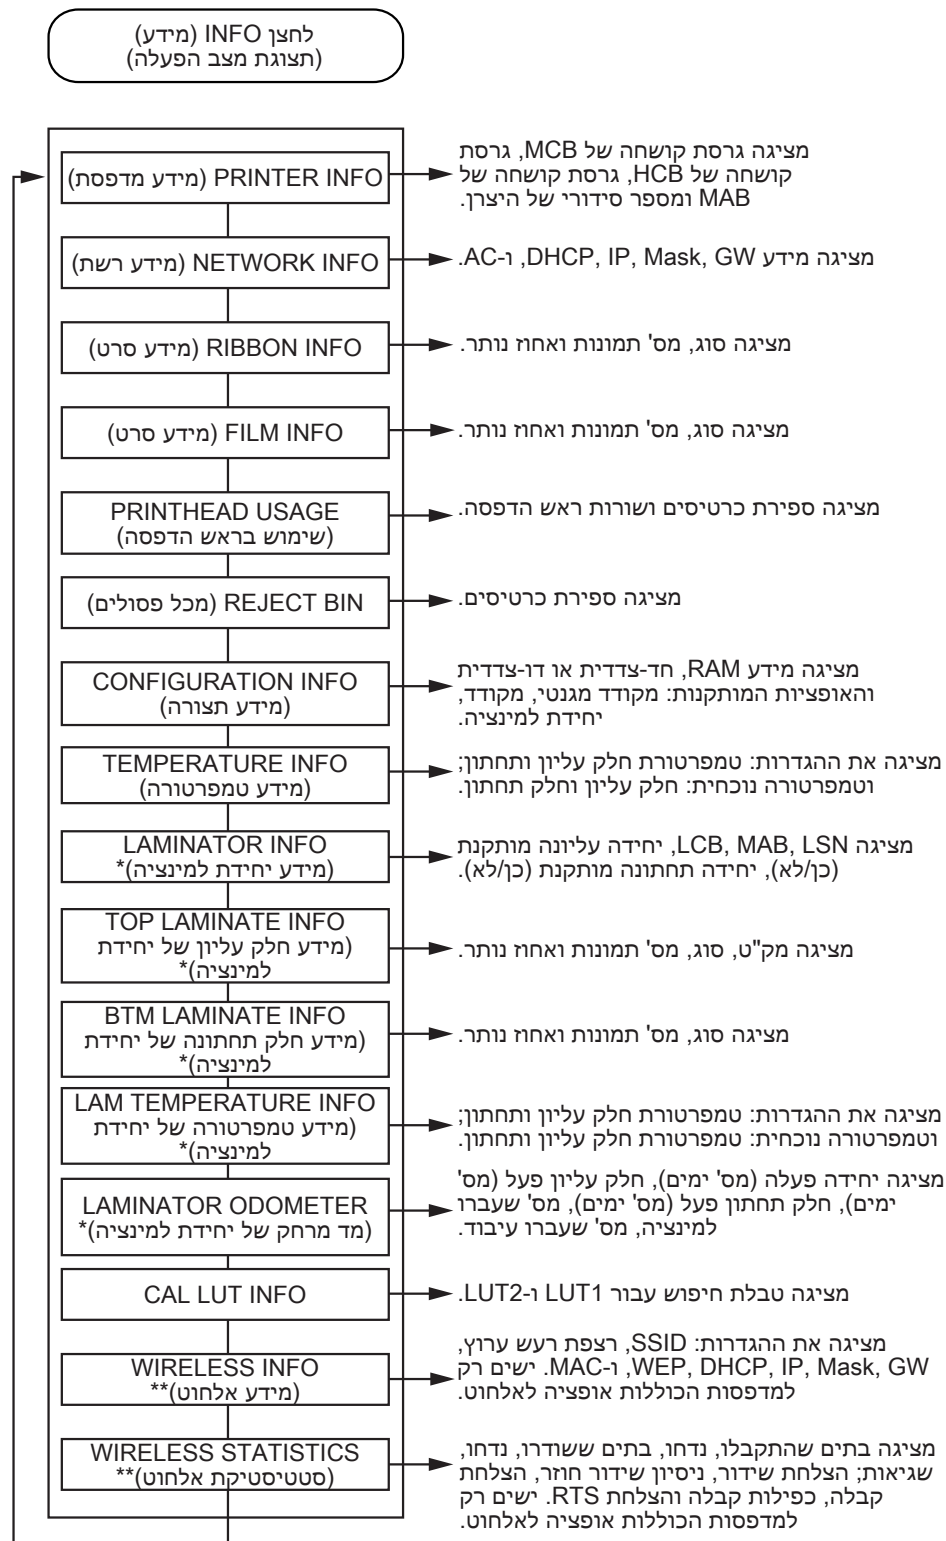 לחצן INFO (מידע)
(תצוגת מצב הפעלה)
PRINTER INFO (מידע מדפסת)
מציגה גרסת קושחה של MCB, גרסת
קושחה של HCB, גרסת קושחה של
MAB ומספר סידורי של היצרן.
NETWORK INFO (מידע רשת)
מציגה מידע DHCP, IP, Mask, GW, ו-AC.
RIBBON INFO (מידע סרט)
מציגה סוג, מס' תמונות ואחוז נותר.
FILM INFO (מידע סרט)
מציגה סוג, מס' תמונות ואחוז נותר.
PRINTHEAD USAGE
(שימוש בראש הדפסה)
מציגה ספירת כרטיסים ושורות ראש הדפסה.
REJECT BIN (מכל פסולים)
מציגה ספירת כרטיסים.
CONFIGURATION INFO
(מידע תצורה)
מציגה מידע RAM, חד-צדדית או דו-צדדית
והאופציות המותקנות: מקודד מגנטי, מקודד,
יחידת למינציה.
TEMPERATURE INFO
(מידע טמפרטורה)
מציגה את ההגדרות: טמפרטורת חלק עליון ותחתון;
וטמפרטורה נוכחית: חלק עליון וחלק תחתון.
LAMINATOR INFO
(מידע יחידת למינציה)*
מציגה LCB, MAB, LSN, יחידה עליונה מותקנת
(כן/לא), יחידה תחתונה מותקנת (כן/לא).
TOP LAMINATE INFO
(מידע חלק עליון של יחידת
למינציה)*
מציגה מק"ט, סוג, מס' תמונות ואחוז נותר.
BTM LAMINATE INFO
(מידע חלק תחתונה של יחידת
למינציה)*
מציגה סוג, מס' תמונות ואחוז נותר.
LAM TEMPERATURE INFO
(מידע טמפרטורה של יחידת
למינציה)*
מציגה את ההגדרות: טמפרטורת חלק עליון ותחתון;
וטמפרטורה נוכחית: טמפרטורת חלק עליון ותחתון.
LAMINATOR ODOMETER
(מד מרחק של יחידת למינציה)*
מציגה יחידה פעלה (מס' ימים), חלק עליון פעל (מס'
ימים), חלק תחתון פעל (מס' ימים), מס' שעברו
למינציה, מס' שעברו עיבוד.
CAL LUT INFO
מציגה טבלת חיפוש עבור LUT1 ו-LUT2.
WIRELESS INFO
(מידע אלחוט)**
מציגה את ההגדרות: SSID, רצפת רעש ערוץ,
WEP, DHCP, IP, Mask, GW, ו-MAC. ישים רק
למדפסות הכוללות אופציה לאלחוט.
WIRELESS STATISTICS
(סטטיסטיקת אלחוט)**
מציגה בתים שהתקבלו, נדחו, בתים ששודרו, נדחו,
שגיאות; הצלחת שידור, ניסיון שידור חוזר, הצלחת
קבלה, כפילות קבלה והצלחת RTS. ישים רק
למדפסות הכוללות אופציה לאלחוט.